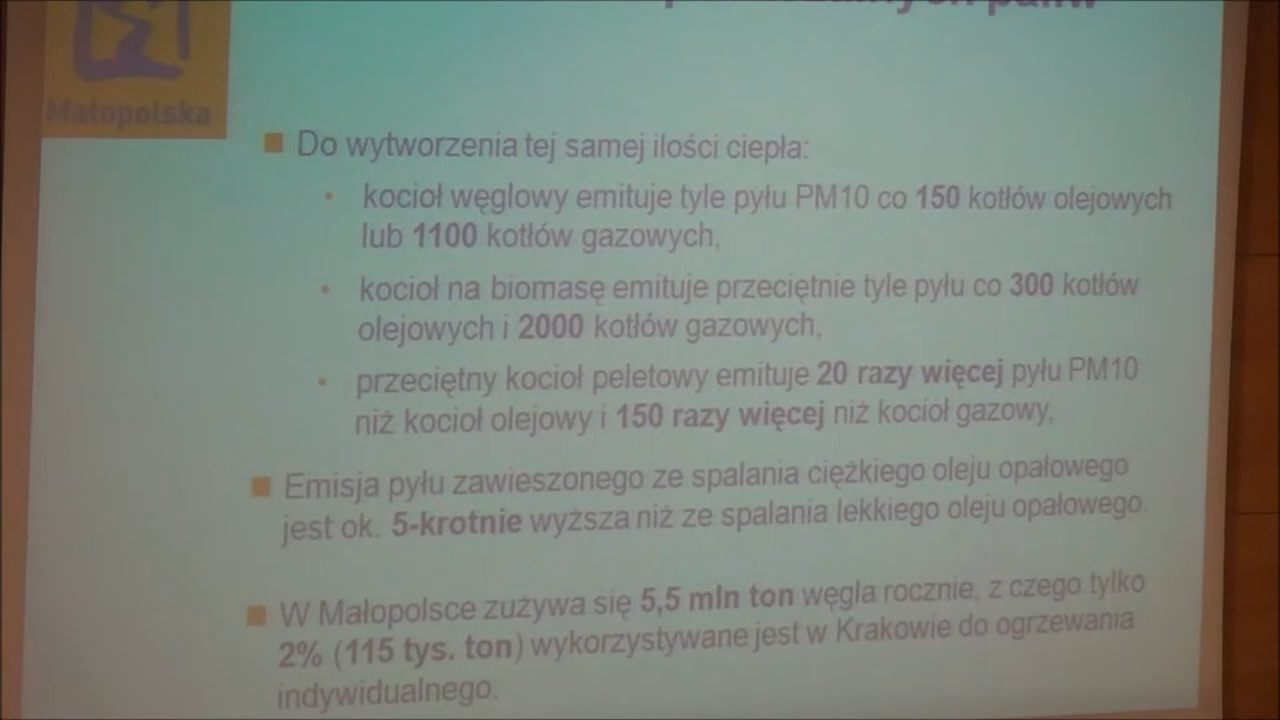 paliw
Małopolska
Do wytworzenia tej samej ilości ciepła:
kocioł węglowy emituje tyle pyłu PM10 co 150 kotłów olejowych
lub 1100 kotłów gazowych,
kocioł na biomasę emituje przeciętnie tyle pyłu co 300 kotłów
olejowych i 2000 kotłów gazowych,
przeciętny kocioł peletowy emituje 20 razy więcej pyłu PM10
niż kocioł olejowy i 150 razy więcej niż kocioł gazowy,
Emisja pyłu zawieszonego ze spalania ciężkiego oleju opałowego
jest ok. 5-krotnie wyższa niż ze spalania lekkiego oleju opałowego.
W Małopolsce zużywa się 5,5 mln ton węgla rocznie, z czego tylko
2% (115 tys. ton) wykorzystywane jest w Krakowie do ogrzewania
indywidualnego.